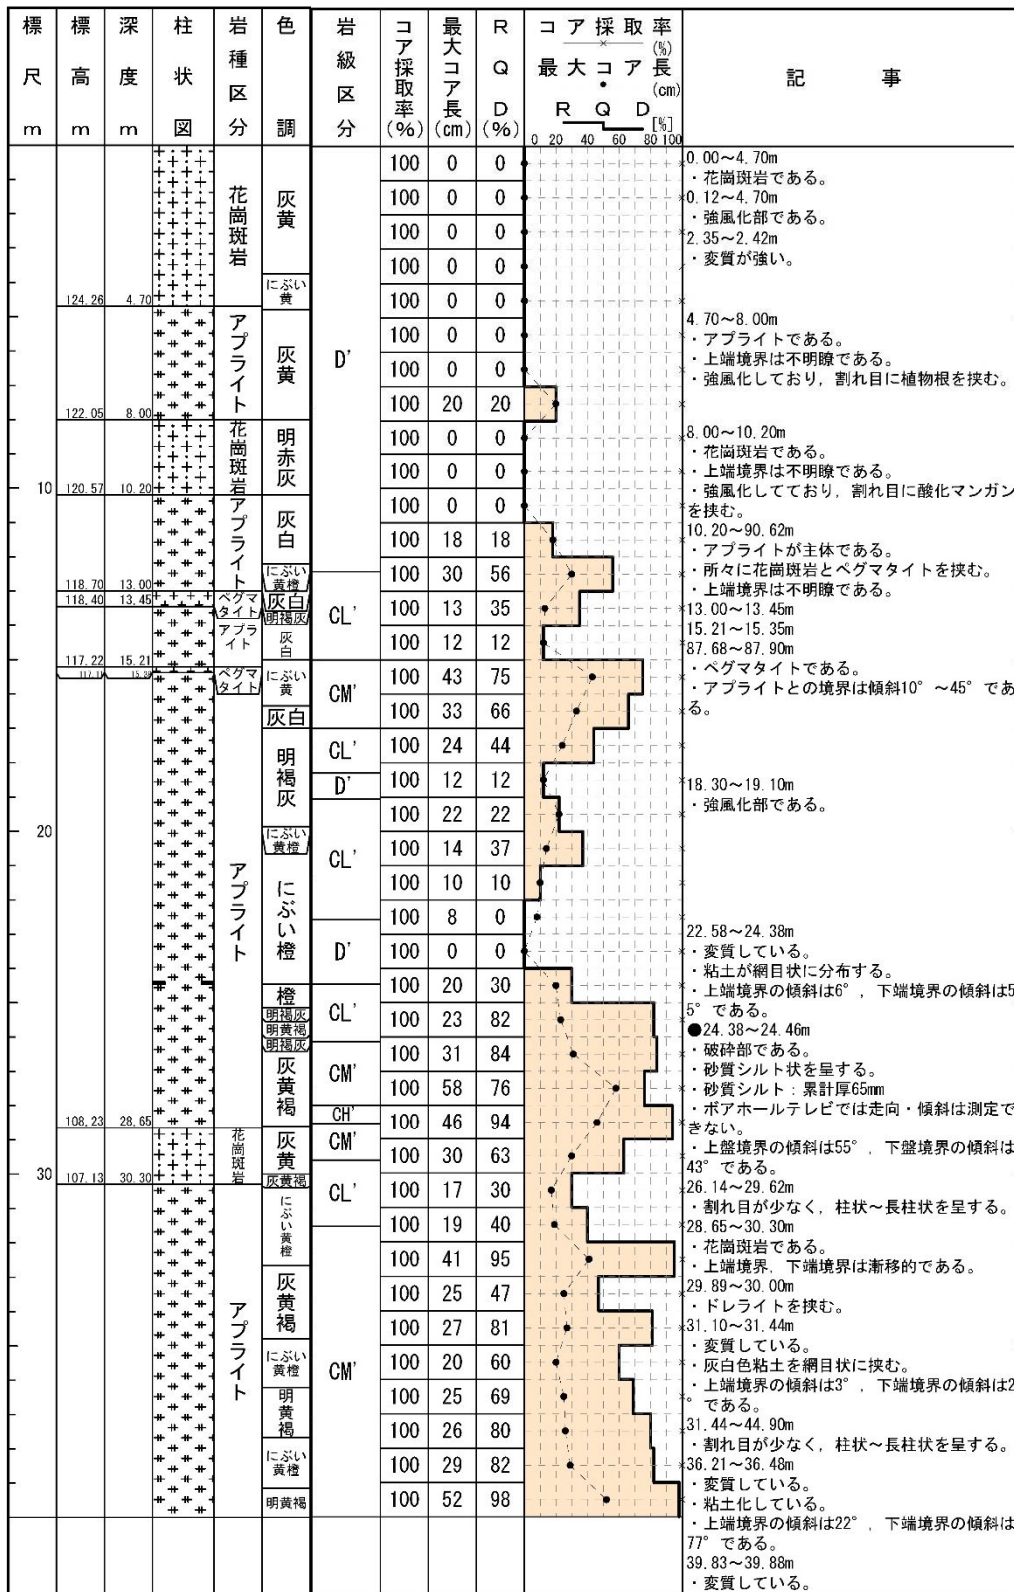 標尺m
標高m
深度m
柱状図
岩種区分
色調
岩級区分
コア採取率(%)
最大コア長(cm)
RQD(%)
コア採取率(%)
最大コア長(cm)
RQD[%]
0 20 40 60 80 100
10
20
30
124.26 4.70
122.05 8.00
120.57 10.20
118.70 13.00
118.40 13.45
117.22 15.21
108.23 28.65
107.13 30.30
花崗斑岩
アプライト
花崗斑岩
アプライト
ペグマタイト
アプライト
ペグマタイト
アプライト
花崗斑岩
アプライト
灰黄
にぶい黄
灰黄
明赤灰
灰白
にぶい黄橙
灰白
明褐灰
灰白
にぶい黄
灰白
明褐灰
にぶい黄橙
にぶい橙
橙
明褐灰
明黄褐
明褐灰
灰黄褐
灰黄
灰黄褐
にぶい黄橙
灰黄褐
にぶい黄橙
明黄褐
にぶい黄橙
明黄褐
D'
CL'
CM'
CL'
D'
CL'
D'
CL'
CM'
CH'
CM'
CL'
CM'
100 0 0
100 0 0
100 0 0
100 0 0
100 0 0
100 0 0
100 0 0
100 20 20
100 0 0
100 0 0
100 0 0
100 18 18
100 30 56
100 13 35
100 12 12
100 43 75
100 33 66
100 24 44
100 12 12
100 22 22
100 14 37
100 10 10
100 8 0
100 0 0
100 20 30
100 23 82
100 31 84
100 58 76
100 46 94
100 30 63
100 17 30
100 19 40
100 41 95
100 25 47
100 27 81
100 20 60
100 25 69
100 26 80
100 29 82
100 52 98
記事
0.00～4.70m
・花崗斑岩である。
0.12～4.70m
・強風化部である。
2.35～2.42m
・変質が強い。
4.70～8.00m
・アプライトである。
・上端境界は不明瞭である。
・強風化しており，割れ目に植物根を挟む。
8.00～10.20m
・花崗斑岩である。
・上端境界は不明瞭である。
・強風化してており，割れ目に酸化マンガン
を挟む。
10.20～90.62m
・アプライトが主体である。
・所々に花崗斑岩とペグマタイトを挟む。
・上端境界は不明瞭である。
13.00～13.45m
15.21～15.35m
87.68～87.90m
・ペグマタイトである。
・アプライトとの境界は傾斜10°～45°であ
る。
18.30～19.10m
・強風化部である。
22.58～24.38m
・変質している。
・粘土が網目状に分布する。
・上端境界の傾斜は6°，下端境界の傾斜は5
5°である。
●24.38～24.46m
・破砕部である。
・砂質シルト状を呈する。
・砂質シルト：累計厚65mm
・ボアホールテレビでは走向・傾斜は測定で
きない。
・上盤境界の傾斜は55°，下盤境界の傾斜は
43°である。
26.14～29.62m
・割れ目が少なく，柱状～長柱状を呈する。
28.65～30.30m
・花崗斑岩である。
・上端境界，下端境界は漸移的である。
29.89～30.00m
・ドレライトを挟む。
31.10～31.44m
・変質している。
・灰白色粘土を網目状に挟む。
・上端境界の傾斜は3°，下端境界の傾斜は2
°である。
31.44～44.90m
・割れ目が少なく，柱状～長柱状を呈する。
36.21～36.48m
・変質している。
・粘土化している。
・上端境界の傾斜は22°，下端境界の傾斜は
77°である。
39.83～39.88m
・変質している。